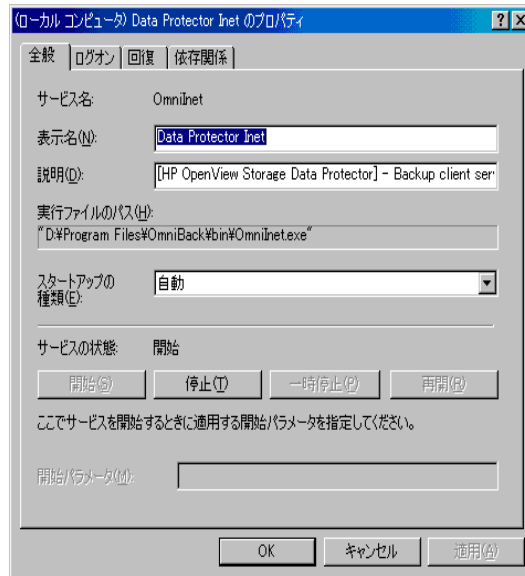 (ローカル コンピュータ) Data Protector Inet のプロパティ
全般 ログオン 回復 依存関係
サービス名: OmniInet
表示名(N): Data Protector Inet
説明(D): [HP OpenView Storage Data Protector] - Backup client ser
実行ファイルのパス(H):
"D:¥Program Files¥OmniBack¥bin¥OmniInet.exe"
スタートアップの
種類(E): 自動
サービスの状態: 開始
開始(S) 停止(T) 一時停止(P) 再開(R)
ここでサービスを開始するときに適用する開始パラメータを指定してください。
開始パラメータ(M):
OK キャンセル 適用(A)